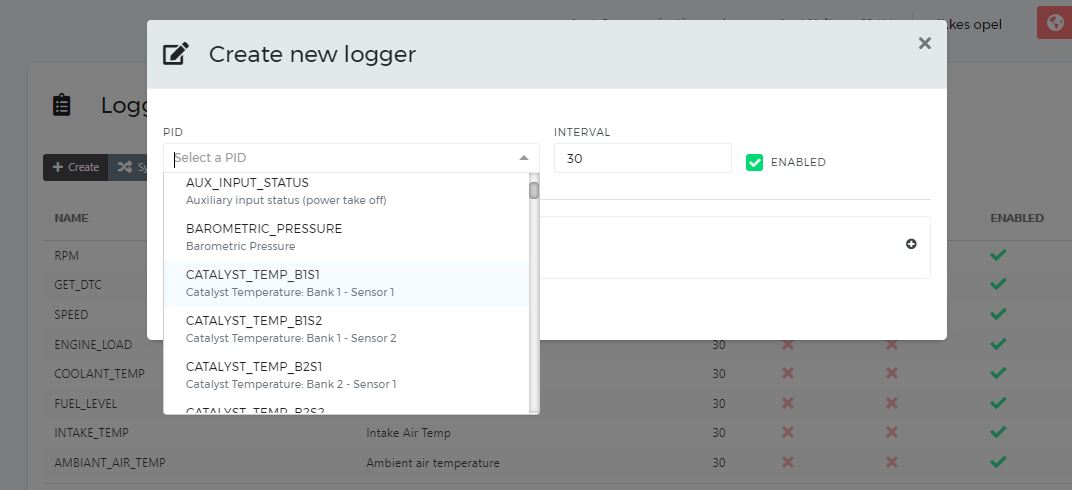 kes opel
Create new logger
Logg
PID
INTERVAL
Select a PID
30
ENABLED
Create
Sy
AUX_INPUT_STATUS
Auxiliary input status (power take off)
BAROMETRIC_PRESSURE
Barometric Pressure
CATALYST_TEMP_B1S1
Catalyst Temperature: Bank 1 - Sensor 1
CATALYST_TEMP_B1S2
Catalyst Temperature: Bank 1 - Sensor 2
CATALYST_TEMP_B2S1
Catalyst Temperature: Bank 2 - Sensor 1
CATALYST_TEMP_B2S2
NAME
ENABLED
RPM
GET_DTC
SPEED
ENGINE_LOAD
30
COOLANT_TEMP
30
FUEL_LEVEL
30
INTAKE_TEMP
Intake Air Temp
30
AMBIANT_AIR_TEMP
Ambient air temperature
30